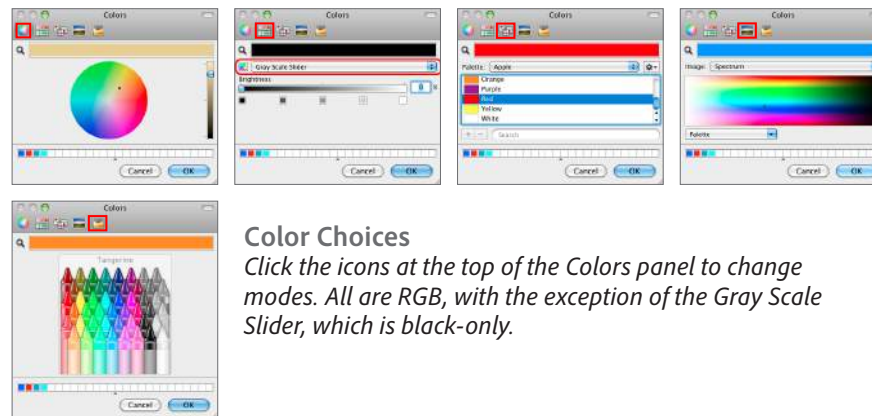 Colors
Cancel
OK
Colors
Gray Scale Slider
Brightness
0
%
Cancel
OK
Colors
Palette: Apple
Orange
Purple
Red
Yellow
White
Search
Cancel
OK
Colors
Image: Spectrum
Palette
Cancel
OK
Colors
Tangerine
Cancel
OK
Color Choices
Click the icons at the top of the Colors panel to change
modes. All are RGB, with the exception of the Gray Scale
Slider, which is black-only.